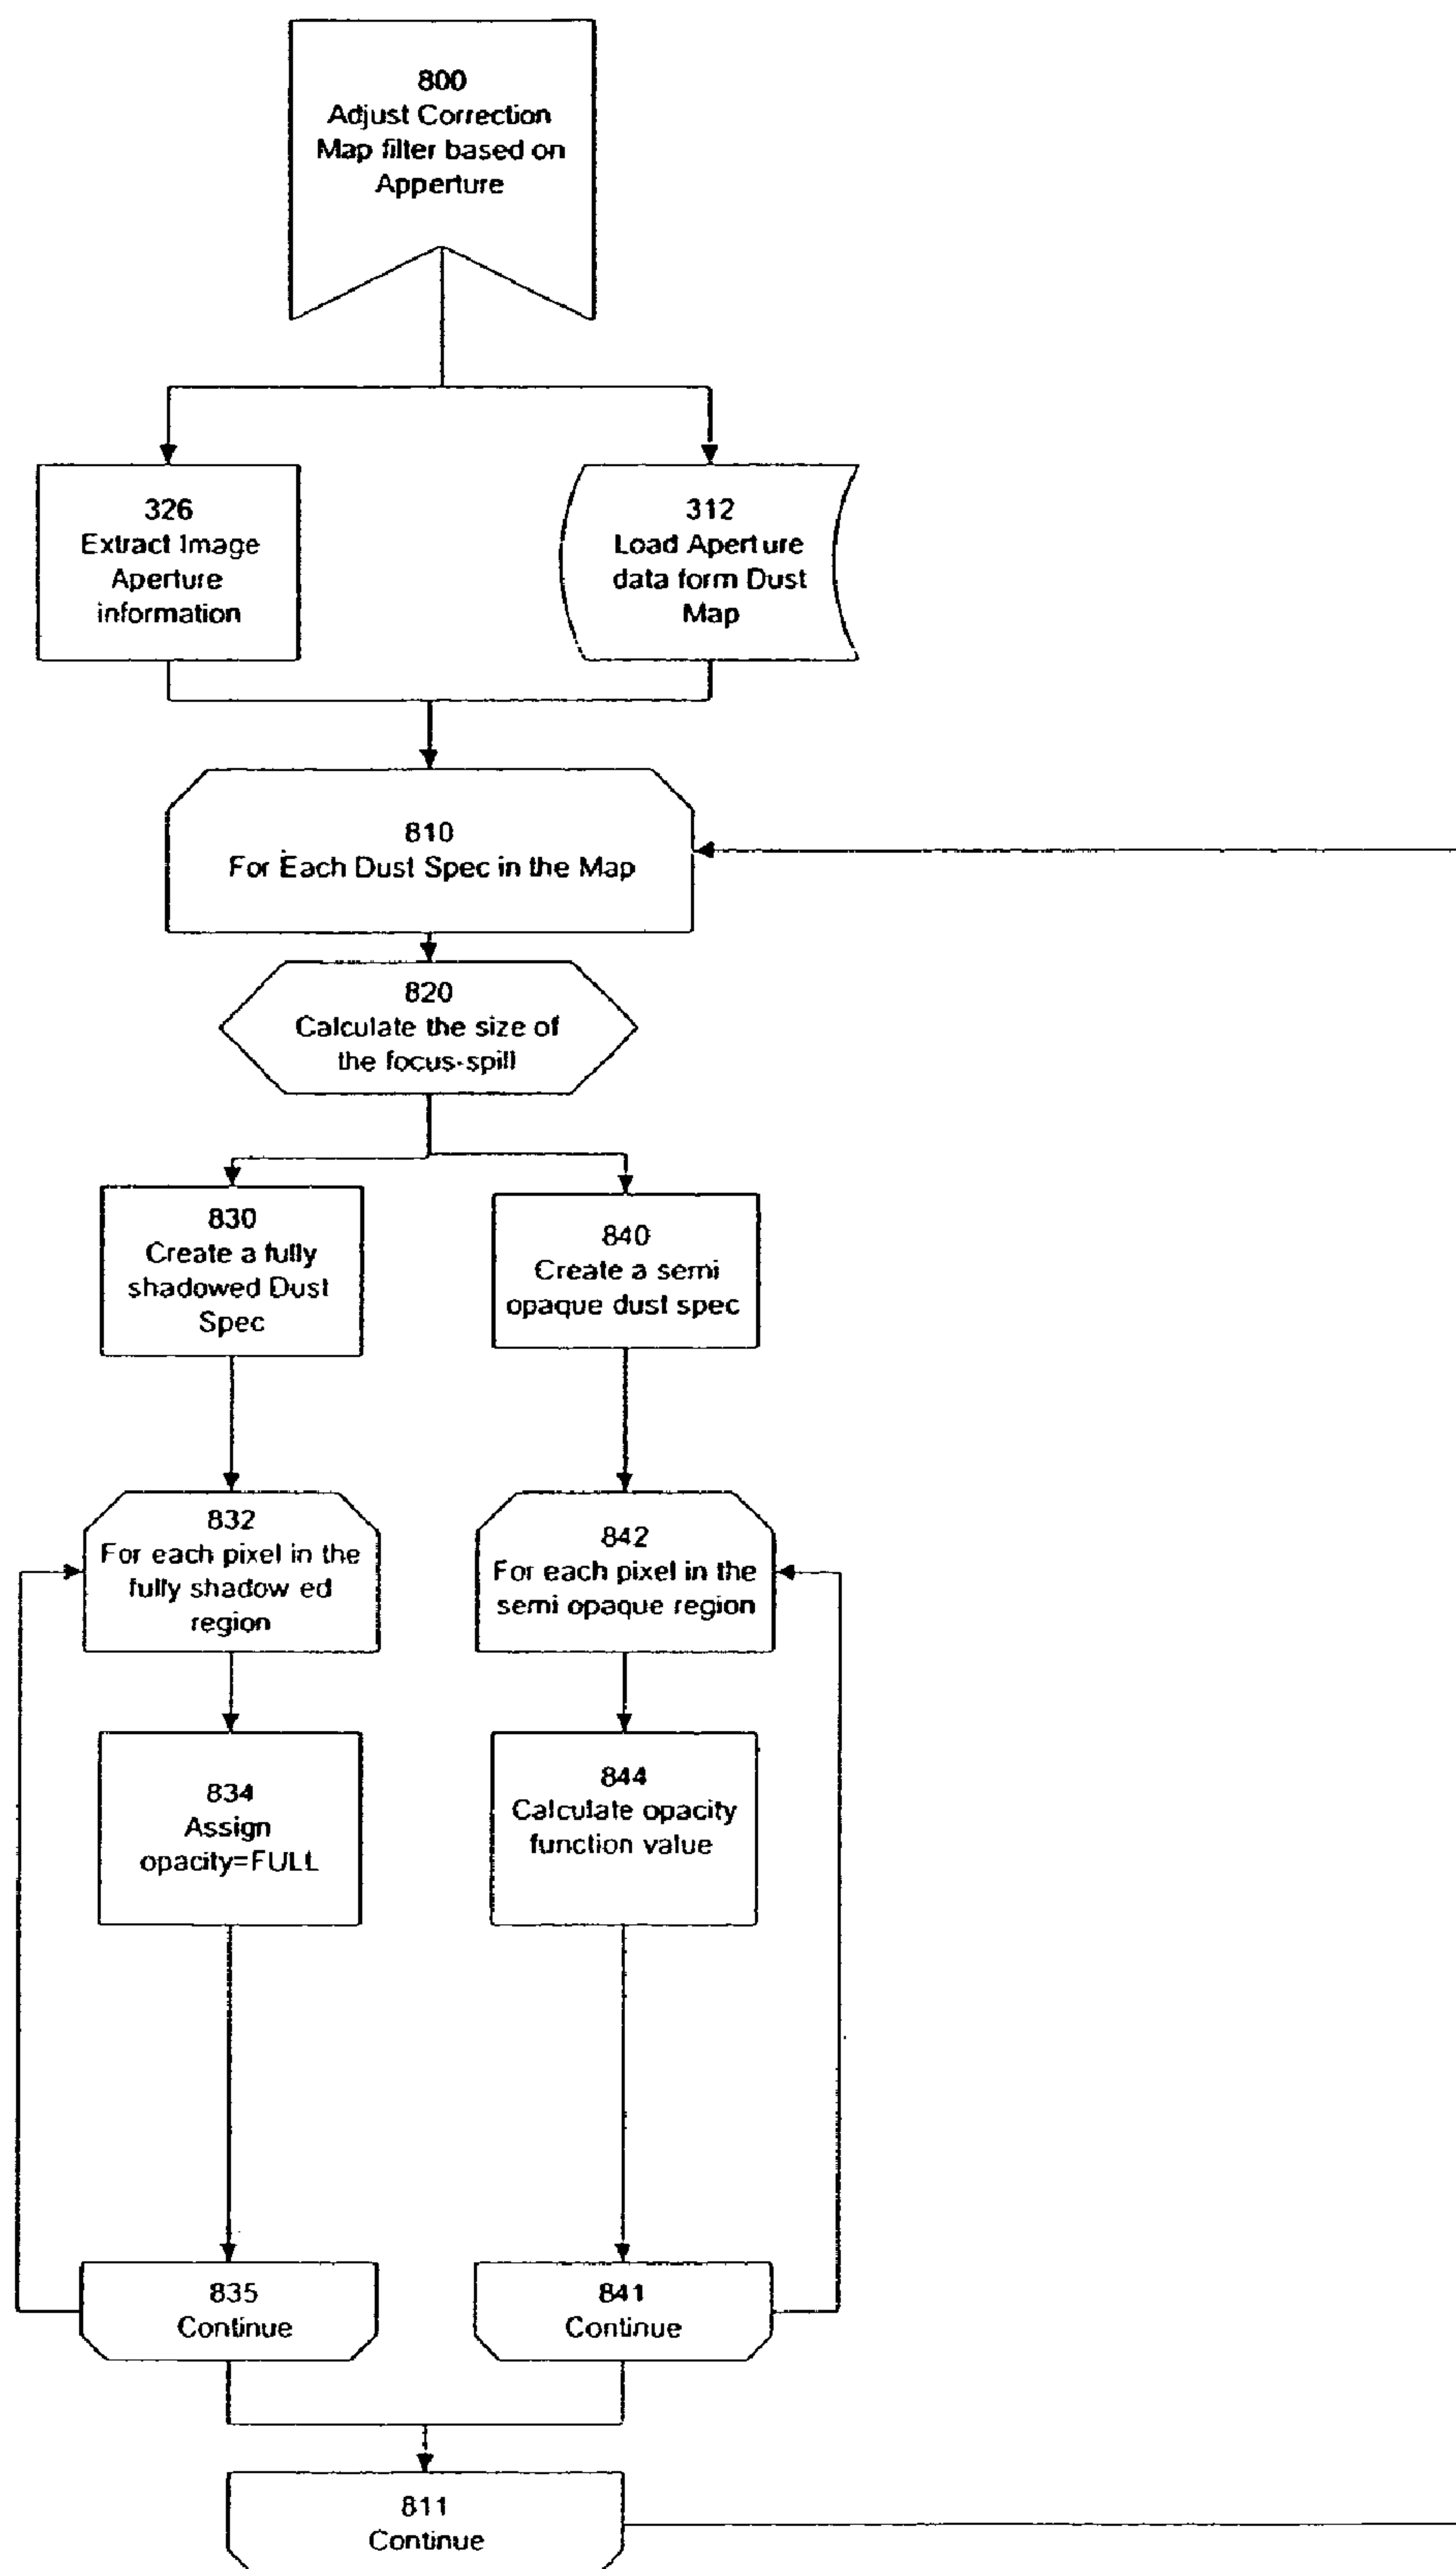 800
Adjust Correction
Map filter based on
Apperture
326
Extract Image
Aperture
information
312
Load Aperture
data form Dust
Map
810
For Each Dust Spec in the Map
820
Calculate the size of
the focus-spill
830
Create a fully
shadowed Dust
Spec
840
Create a semi
opaque dust spec
832
For each pixel in the
fully shadow ed
region
842
For each pixel in the
semi opaque region
834
Assign
opacity=FULL
844
Calculate opacity
function value
835
Continue
841
Continue
811
Continue